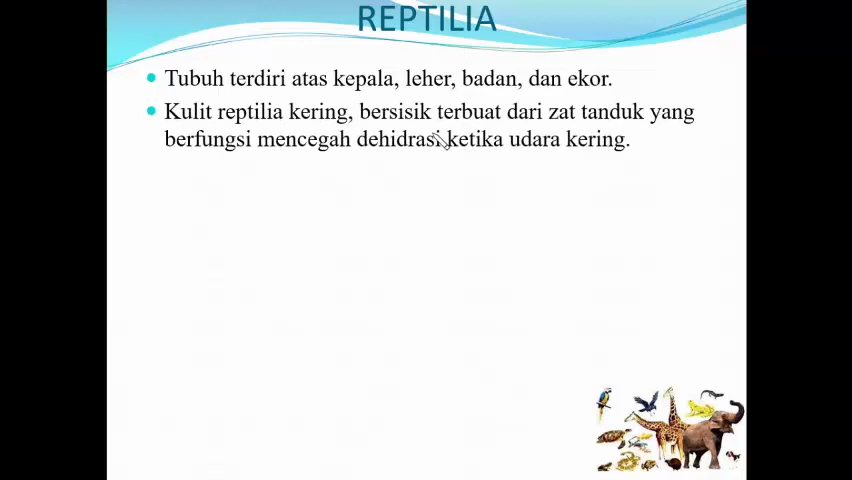 REPTILIA
Tubuh terdiri atas kepala, leher, badan, dan ekor.
Kulit reptilia kering, bersisik terbuat dari zat tanduk yang
berfungsi mencegah dehidrasi ketika udara kering.